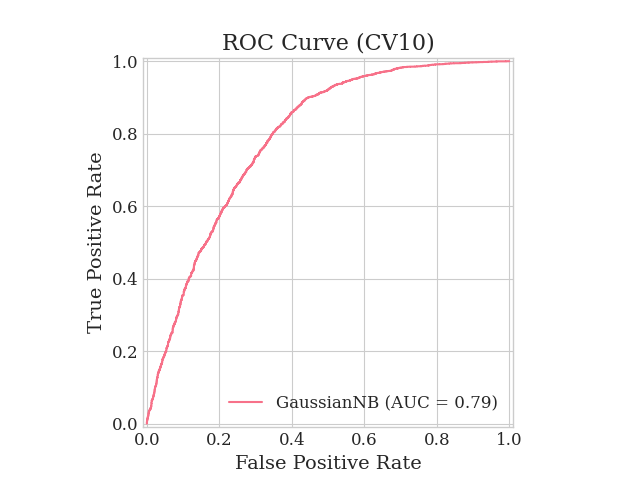 ROC Curve (CV10)
True Positive Rate
1.0
0.8
0.6
0.4
0.2
0.0
GaussianNB (AUC = 0.79)
0.0 0.2 0.4 0.6 0.8 1.0
False Positive Rate